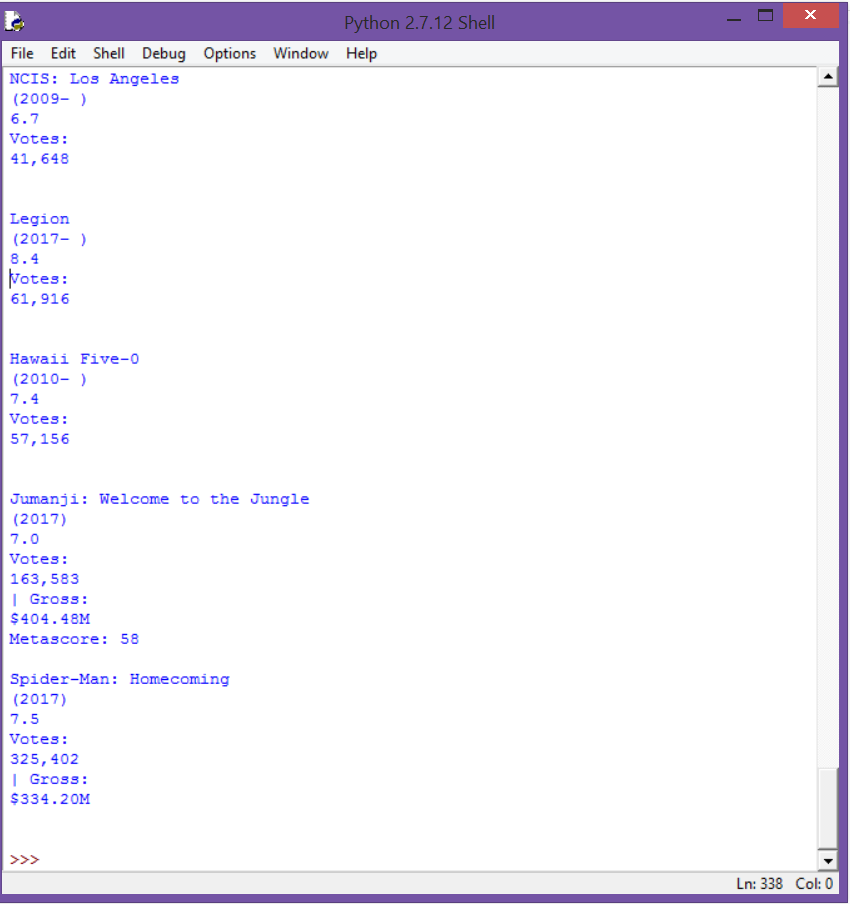 Python 2.7.12 Shell
File Edit Shell Debug Options Window Help
NCIS: Los Angeles
(2009– )
6.7
Votes:
41,648
Legion
(2017– )
8.4
Votes:
61,916
Hawaii Five-0
(2010– )
7.4
Votes:
57,156
Jumanji: Welcome to the Jungle
(2017)
7.0
Votes:
163,583
| Gross:
$404.48M
Metascore: 58
Spider-Man: Homecoming
(2017)
7.5
Votes:
325,402
| Gross:
$334.20M
>>>
Ln: 338 Col: 0